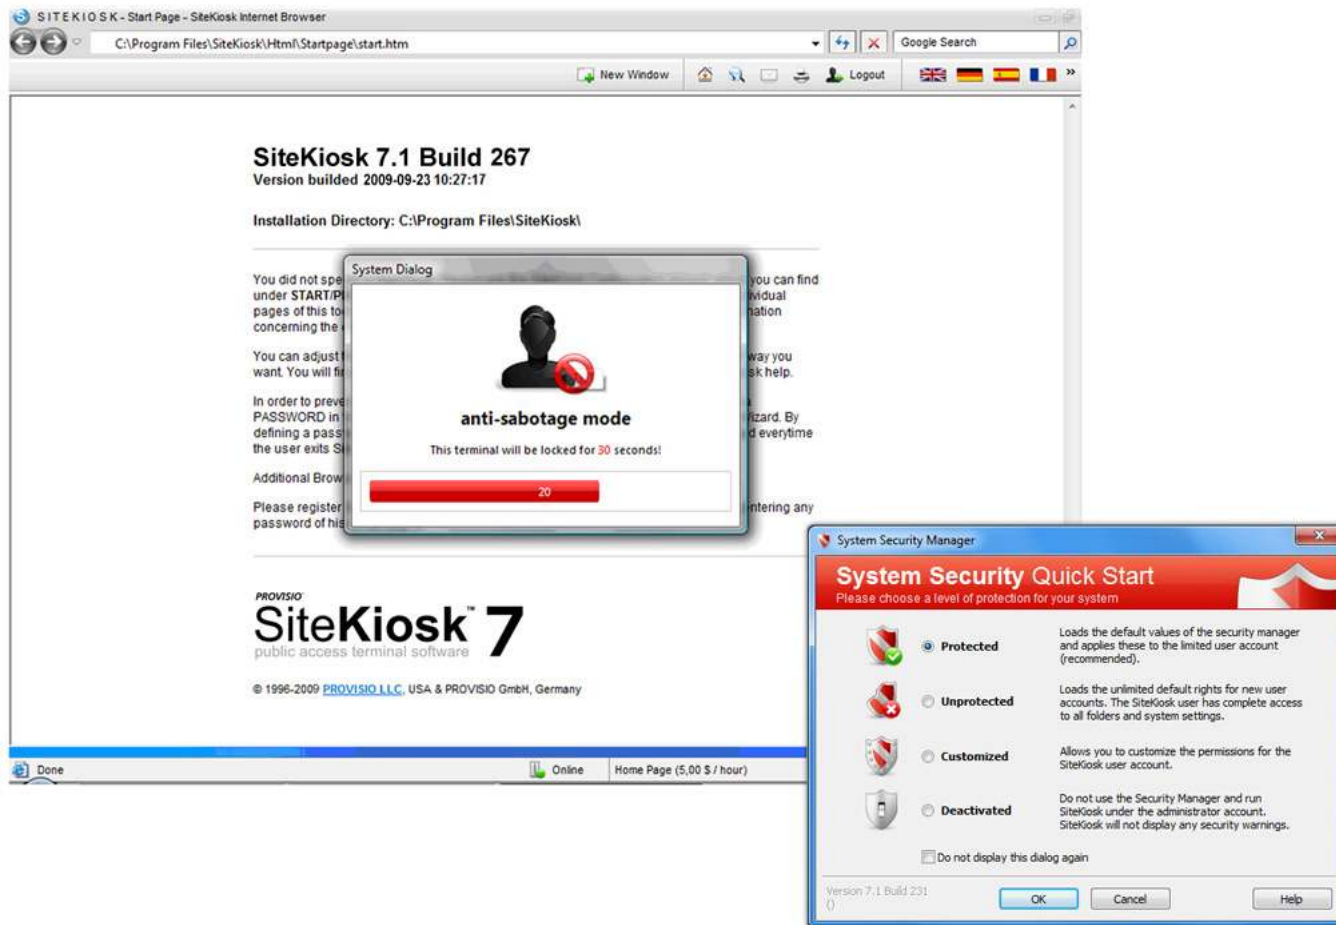 SITEKIOSK - Start Page - SiteKiosk Internet Browser
C:\Program Files\SiteKiosk\Html\Startpage\start.htm
Google Search
New Window
Logout
»
SiteKiosk 7.1 Build 267
Version builded 2009-09-23 10:27:17
Installation Directory: C:\Program Files\SiteKiosk\
You did not spe you can find
under START/P
pages of this to
concerning the
You can adjust way you
want. You will sk help.
In order to preve
PASSWORD in izard. By
defining a pass d everytime
the user exits S
Additional Brow
Please register ntering any
password of his
System Dialog
anti-sabotage mode
This terminal will be locked for 30 seconds!
20
PROVISIO
SiteKiosk™ 7
public access terminal software
© 1996-2009 PROVISIO LLC, USA & PROVISIO GmbH, Germany
Done
Online
Home Page (5,00 $ / hour)
System Security Manager
System Security Quick Start
Please choose a level of protection for your system
Protected
Loads the default values of the security manager
and applies these to the limited user account
(recommended).
Unprotected
Loads the unlimited default rights for new user
accounts. The SiteKiosk user has complete access
to all folders and system settings.
Customized
Allows you to customize the permissions for the
SiteKiosk user account.
Deactivated
Do not use the Security Manager and run
SiteKiosk under the administrator account.
SiteKiosk will not display any security warnings.
Do not display this dialog again
Version 7.1 Build 231
()
OK
Cancel
Help